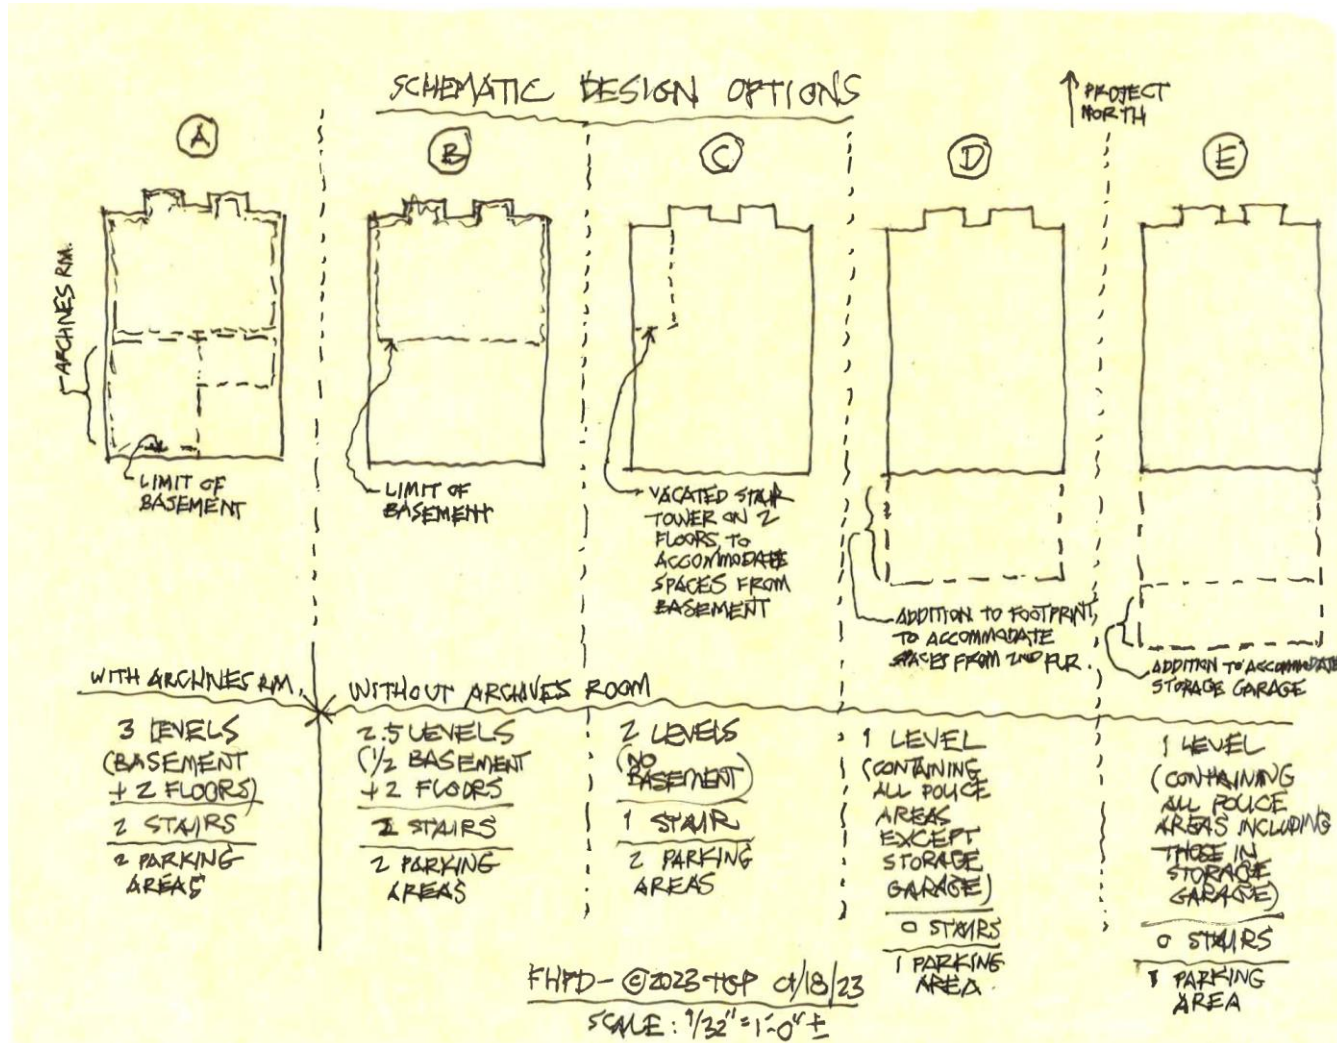 SCHEMATIC DESIGN OPTIONS
PROJECT
NORTH
A
B
C
D
E
ARCHIVES RM.
LIMIT OF
BASEMENT
LIMIT OF
BASEMENT
VACATED STAIR
TOWER ON 2
FLOORS, TO
ACCOMMODATE
SPACES FROM
BASEMENT
ADDITION TO FOOTPRINT,
TO ACCOMMODATE
SPACES FROM 2ND FLR.
ADDITION TO ACCOMMODATE
STORAGE GARAGE
WITH ARCHIVES RM.
WITHOUT ARCHIVES ROOM
3 LEVELS
(BASEMENT
+ 2 FLOORS)
2 STAIRS
2 PARKING
AREAS
2.5 LEVELS
(1/2 BASEMENT
+ 2 FLOORS
2 STAIRS
2 PARKING
AREAS
2 LEVELS
(NO
BASEMENT)
1 STAIR
2 PARKING
AREAS
1 LEVEL
(CONTAINING
ALL POLICE
AREAS
EXCEPT
STORAGE
GARAGE)
0 STAIRS
1 PARKING
AREA
1 LEVEL
(CONTAINING
ALL POLICE
AREAS INCLUDING
THOSE IN
STORAGE
GARAGE)
0 STAIRS
1 PARKING
AREA
FHPD - ©2023 /18/23
SCALE: /32" = 1'-0" ±